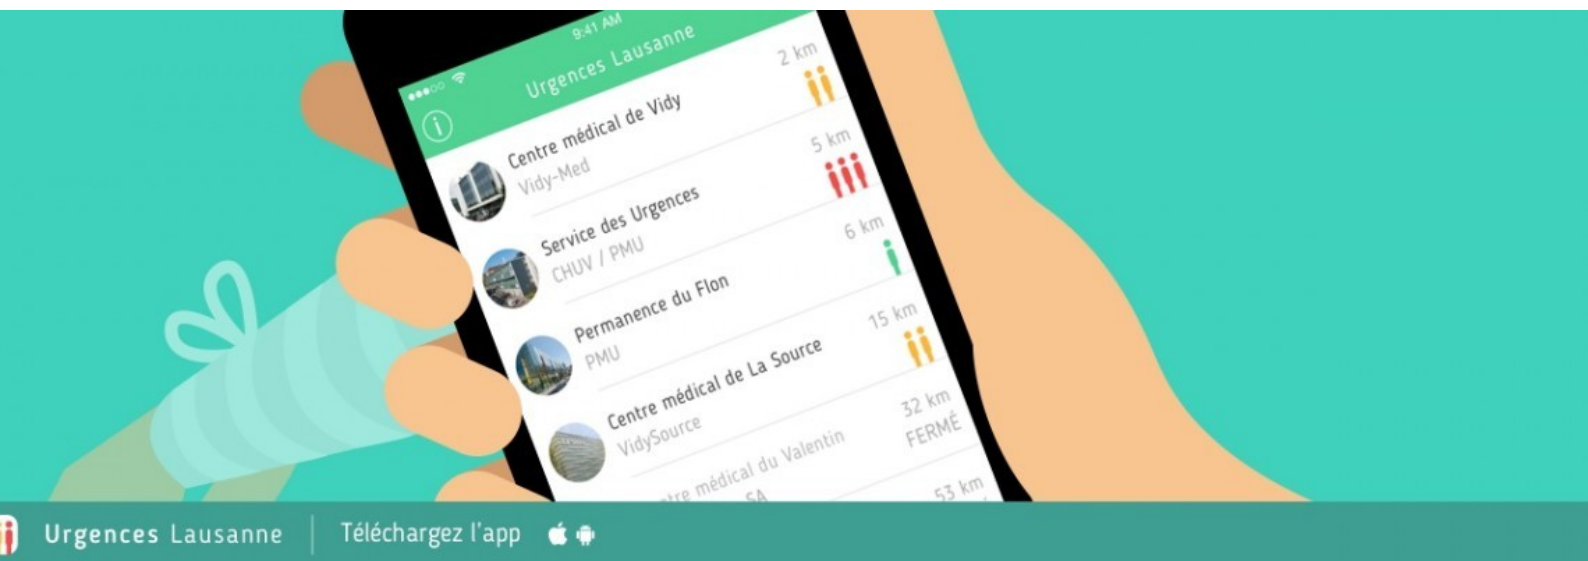 9:41 AM
Urgences Lausanne
Centre médical de Vidy
2 km
Vidy-Med
Service des Urgences
5 km
CHUV / PMU
Permanence du Flon
6 km
PMU
Centre médical de La Source
15 km
VidySource
médical du Valentin
32 km
SA
FERMÉ
53 km
Urgences Lausanne
Téléchargez l'app